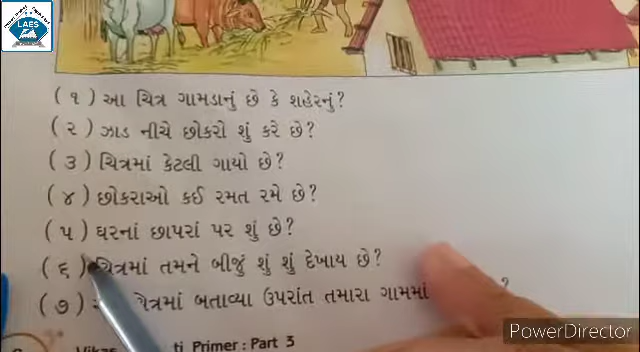 LAES
(૧) આ ચિત્ર ગામડાનું છે કે શહેરનું?
(૨) ઝાડ નીચે છોકરો શું કરે છે?
(૩) ચિત્રમાં કેટલી ગાયો છે?
(૪) છોકરાઓ કઈ રમત રમે છે?
(૫) ઘરનાં છાપરાં પર શું છે?
(૬) ચિત્રમાં તમને બીજું શું શું દેખાય છે?
(૭) ચિત્રમાં બતાવ્યા ઉપરાંત તમારા ગામમાં ?
Primer : Part 3
PowerDirector